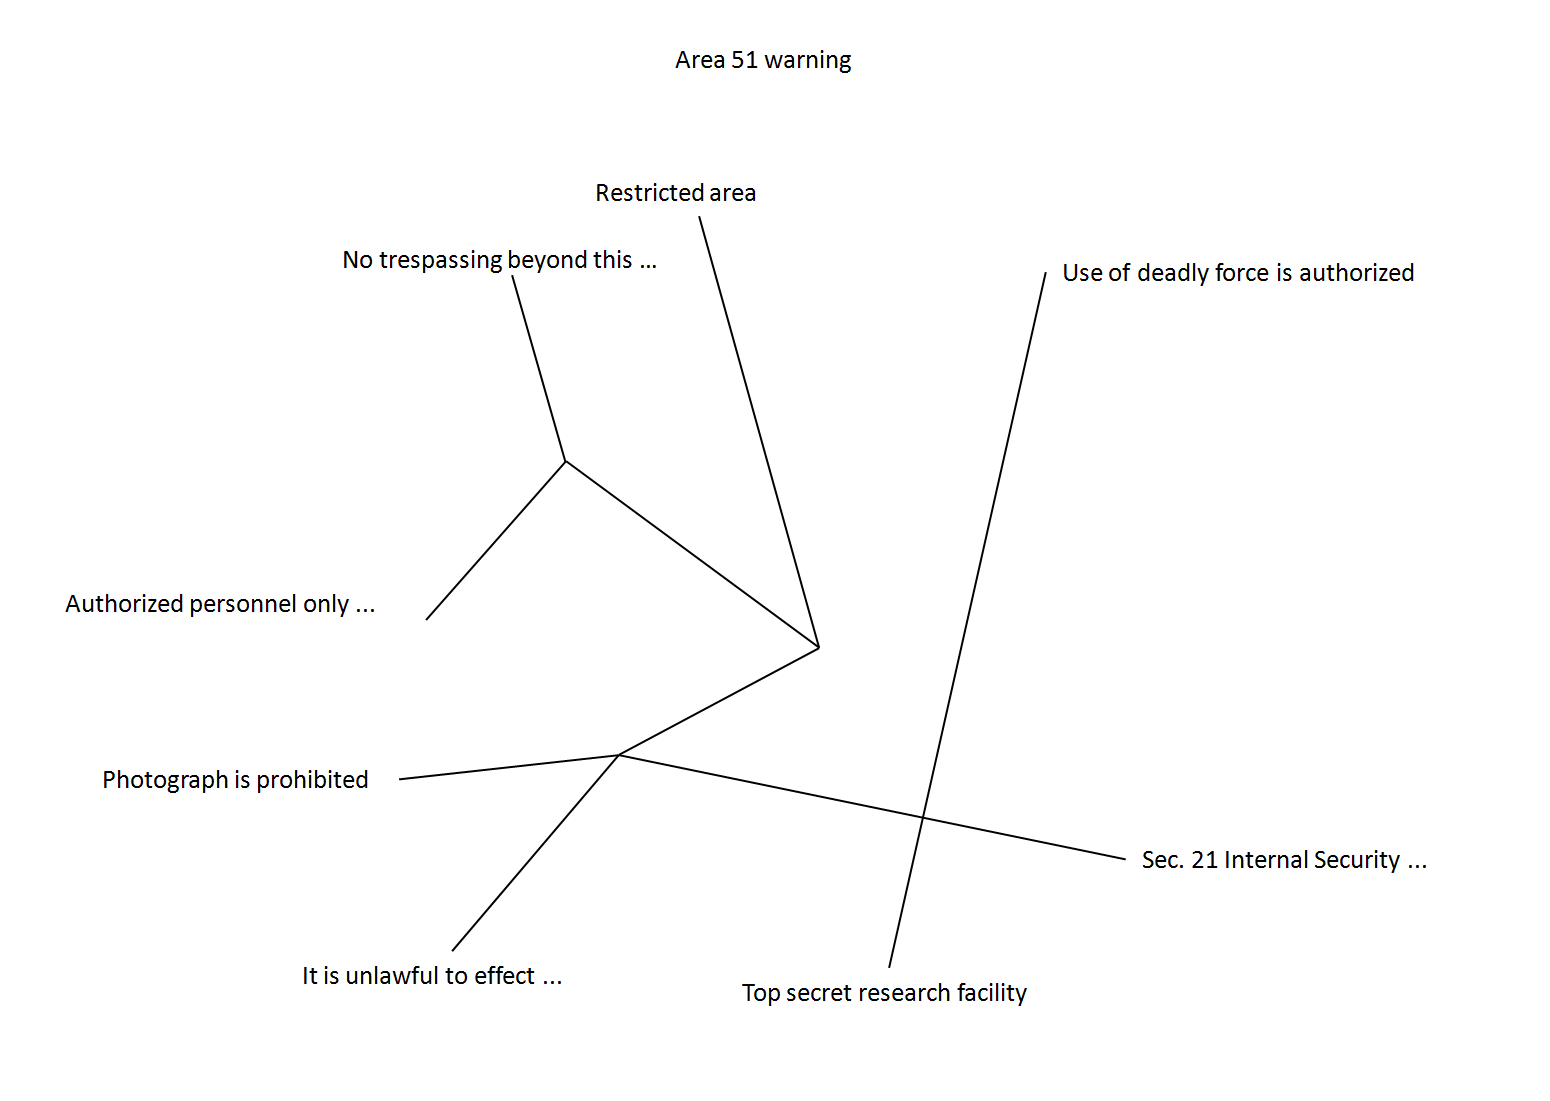 Area 51 warning
Restricted area
No trespassing beyond this ...
Use of deadly force is authorized
Authorized personnel only ...
Photograph is prohibited
Sec. 21 Internal Security ...
It is unlawful to effect ...
Top secret research facility